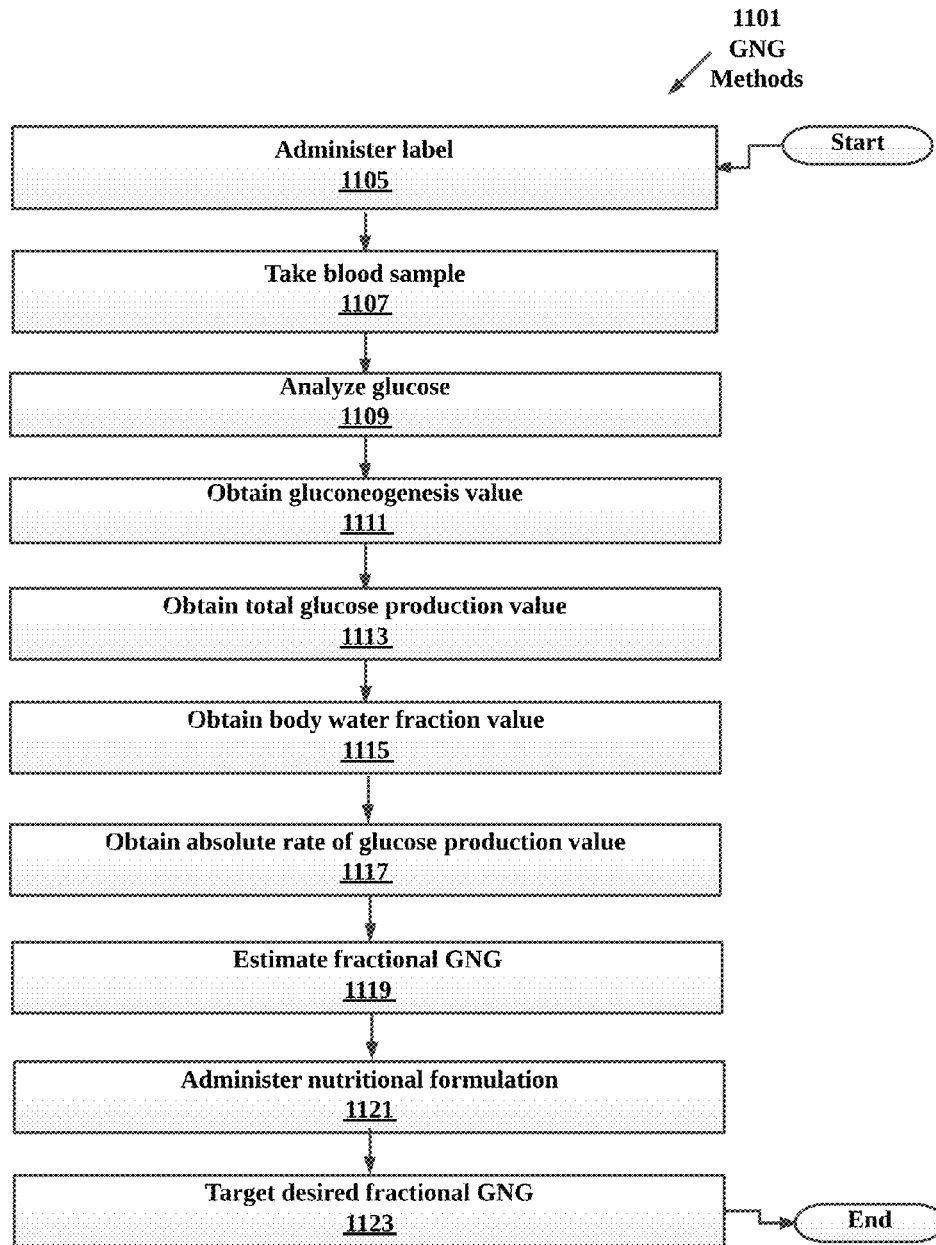 1101
GNG
Methods
Start
Administer label
1105
Take blood sample
1107
Analyze glucose
1109
Obtain gluconeogenesis value
1111
Obtain total glucose production value
1113
Obtain body water fraction value
1115
Obtain absolute rate of glucose production value
1117
Estimate fractional GNG
1119
Administer nutritional formulation
1121
Target desired fractional GNG
1123
End